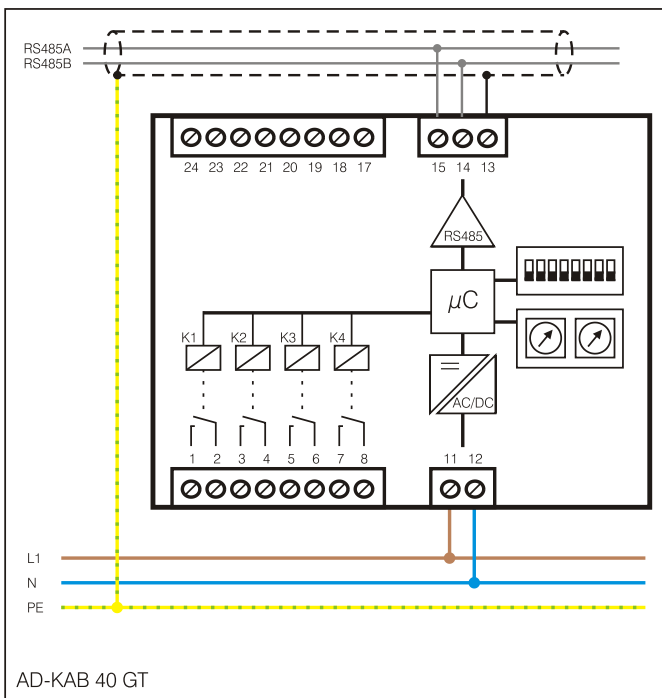 RS485A
RS485B
24 23 22 21 20 19 18 17
15 14 13
RS485
µC
K1 K2 K3 K4
AC/DC
1 2 3 4 5 6 7 8
11 12
L1
N
PE
AD-KAB 40 GT